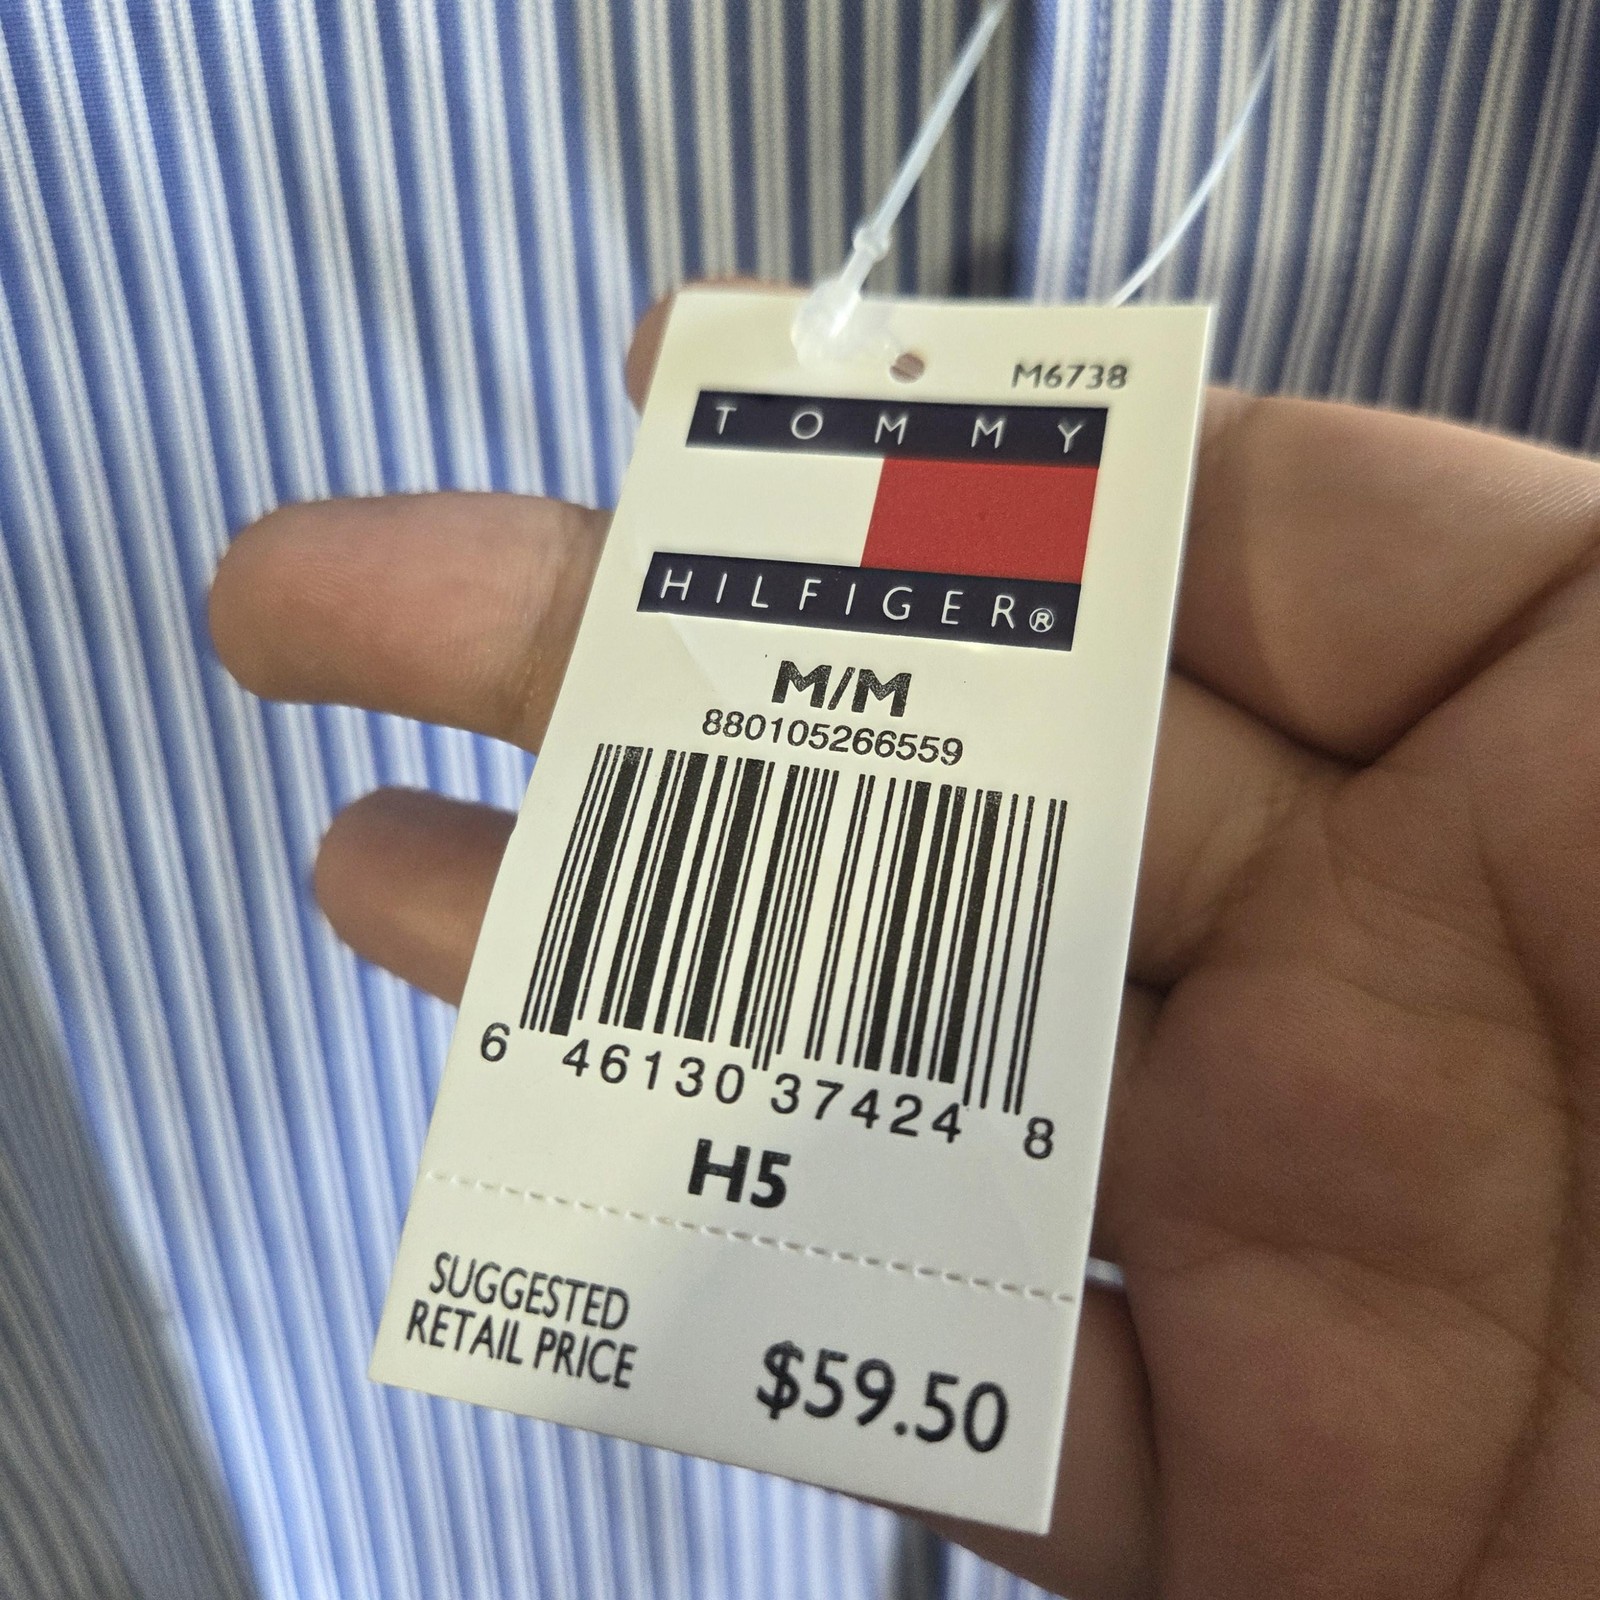 M6738
TOMMY
HILFIGER®
M/M
880105266559
6 46130 37424 8
H5
SUGGESTED
RETAIL PRICE
$59.50